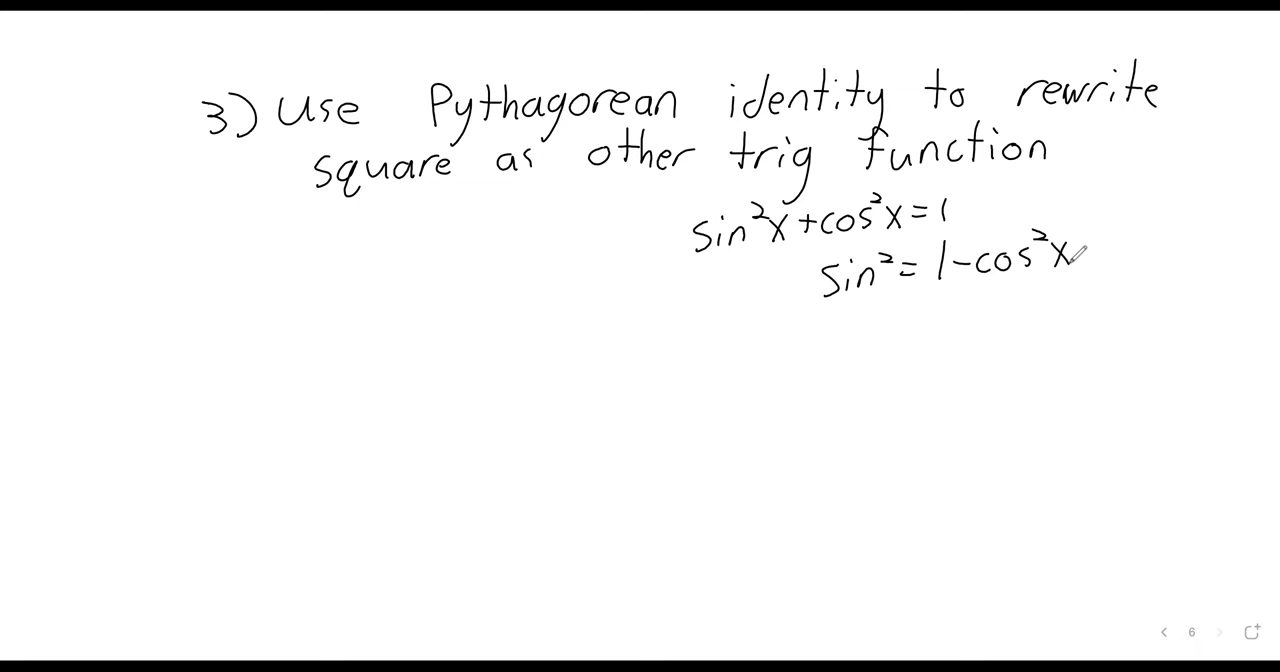 3) Use Pythagorean identity to rewrite
square as other trig function
sin²x+cos²x=1
sin²=1-cos²x
6